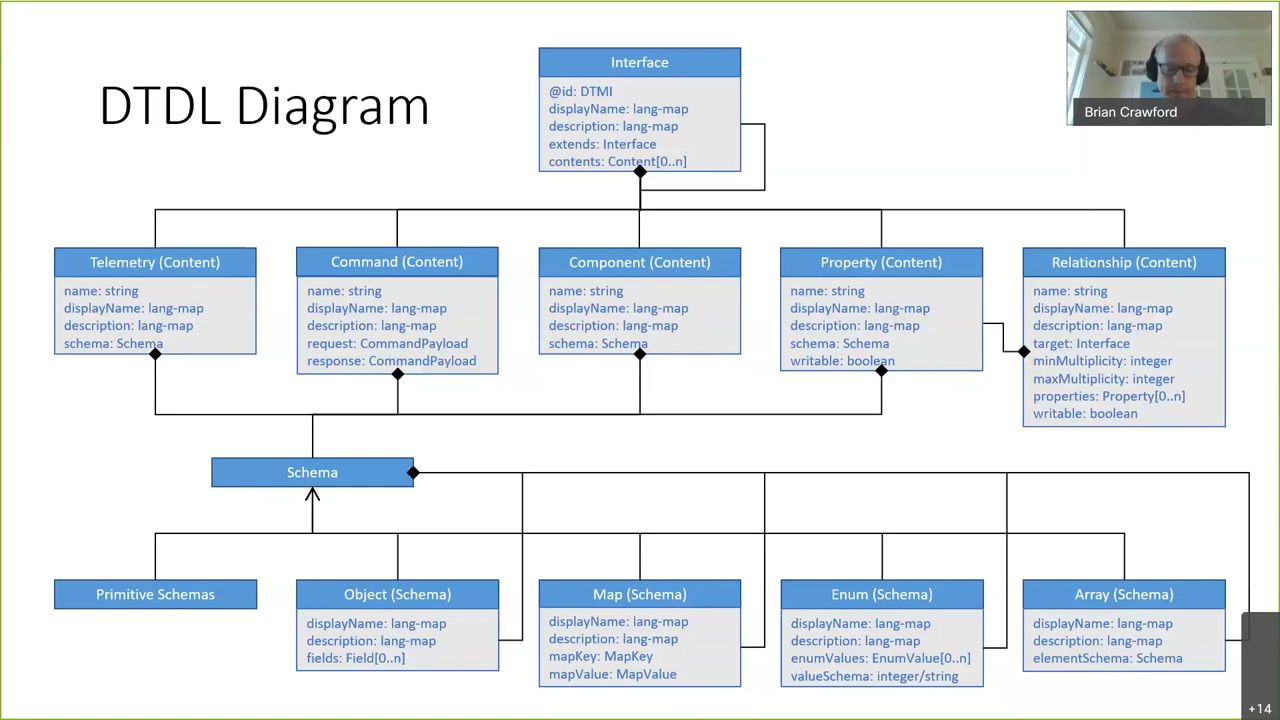 DTDL Diagram
Interface
@id: DTMI
displayName: lang-map
description: lang-map
extends: Interface
contents: Content[0..n]
Brian Crawford
Telemetry (Content)
name: string
displayName: lang-map
description: lang-map
schema: Schema
Command (Content)
name: string
displayName: lang-map
description: lang-map
request: CommandPayload
response: CommandPayload
Component (Content)
name: string
displayName: lang-map
description: lang-map
schema: Schema
Property (Content)
name: string
displayName: lang-map
description: lang-map
schema: Schema
writable: boolean
Relationship (Content)
name: string
displayName: lang-map
description: lang-map
target: Interface
minMultiplicity: integer
maxMultiplicity: integer
properties: Property[0..n]
writable: boolean
Schema
Primitive Schemas
Object (Schema)
displayName: lang-map
description: lang-map
fields: Field[0..n]
Map (Schema)
displayName: lang-map
description: lang-map
mapKey: MapKey
mapValue: MapValue
Enum (Schema)
displayName: lang-map
description: lang-map
enumValues: EnumValue[0..n]
valueSchema: integer/string
Array (Schema)
displayName: lang-map
description: lang-map
elementSchema: Schema
+14